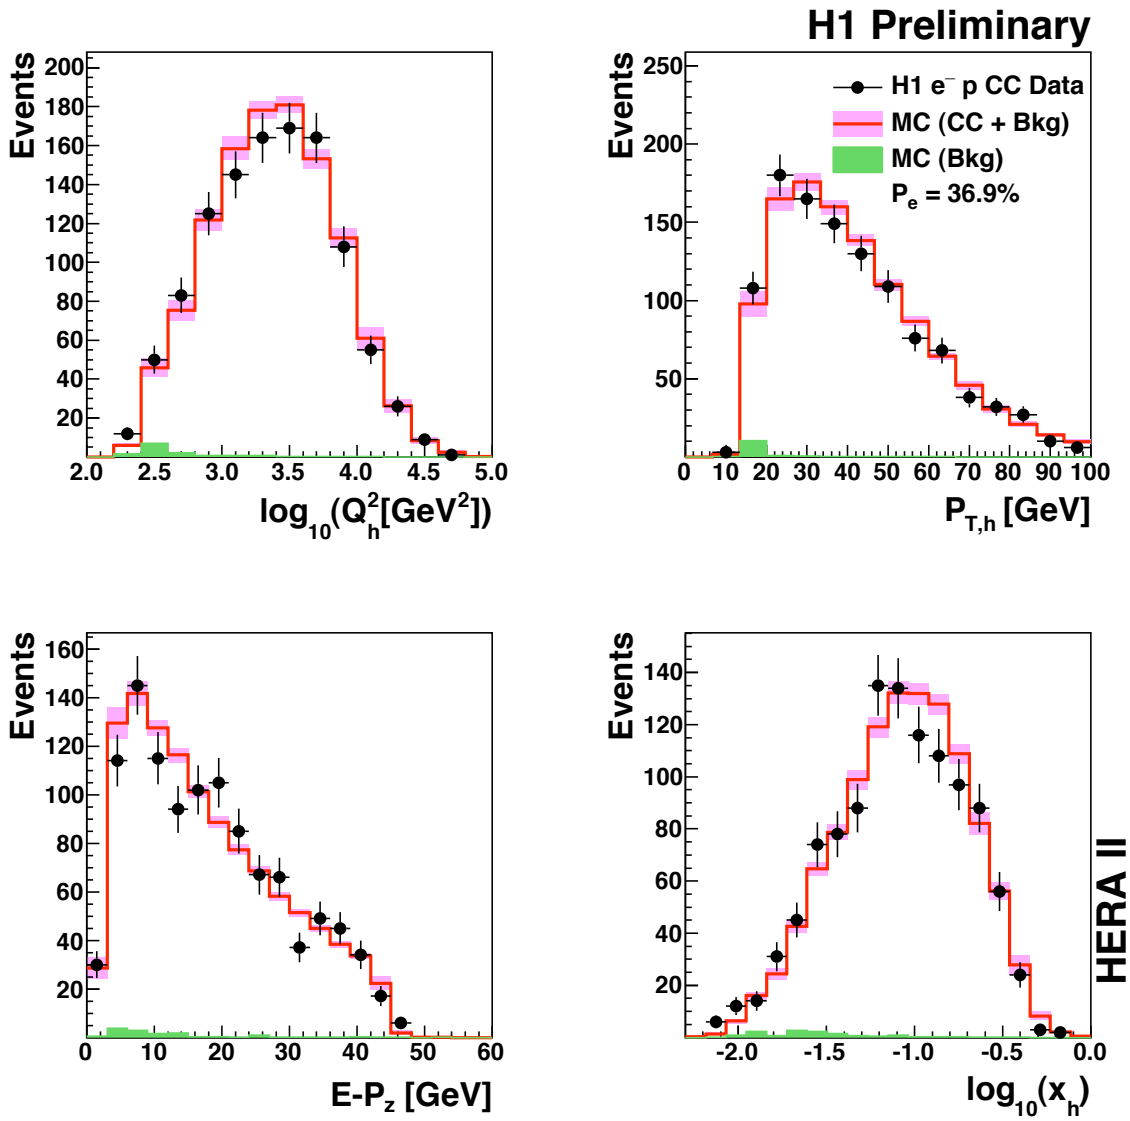 H1 Preliminary
Events
200
180
160
140
120
100
80
60
40
20
2.0 2.5 3.0 3.5 4.0 4.5 5.0
log10(Qh2[GeV2])
Events
250
200
150
100
50
H1 e− p CC Data
MC (CC + Bkg)
MC (Bkg)
Pe = 36.9%
0 10 20 30 40 50 60 70 80 90 100
PT,h [GeV]
Events
160
140
120
100
80
60
40
20
0 10 20 30 40 50 60
E-Pz [GeV]
Events
140
120
100
80
60
40
20
-2.0 -1.5 -1.0 -0.5 0.0
log10(xh)
HERA II